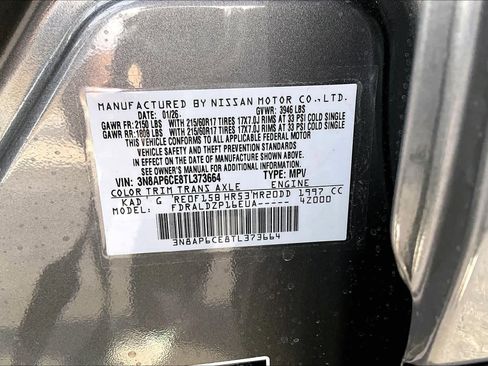 MANUFACTURED BY NISSAN MOTOR CO.,LTD.
DATE: 01/26 GVWR: 3946 LBS
GAWR FR: 2150 LBS WITH 215/60R17 TIRES 17X7.0J RIMS AT 33 PSI COLD SINGLE
GAWR RR: 1808 LBS WITH 215/60R17 TIRES 17X7.0J RIMS AT 33 PSI COLD SINGLE
THIS VEHICLE CONFORMS TO ALL APPLICABLE FEDERAL MOTOR
VEHICLE SAFETY AND THEFT PREVENTION STANDARDS
IN EFFECT ON THE DATE OF MANUFACTURE SHOWN ABOVE.
SEE OWNER'S MANUAL FOR ADDITIONAL INFORMATION.
VIN: 3N8AP6CE8TL373664 TYPE: MPV
COLOR TRIM TRANS AXLE ENGINE
KAD G RE0F15B HR53 MR20DD 1997 CC
MODEL: FDRALDZP16EUA----- 4Z000
3N8AP6CE8TL373664